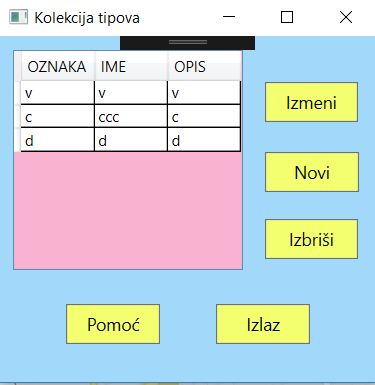 Kolekcija tipova
OZNAKA IME OPIS
v v v
c ccc c
d d d
Izmeni
Novi
Izbriši
Pomoć Izlaz